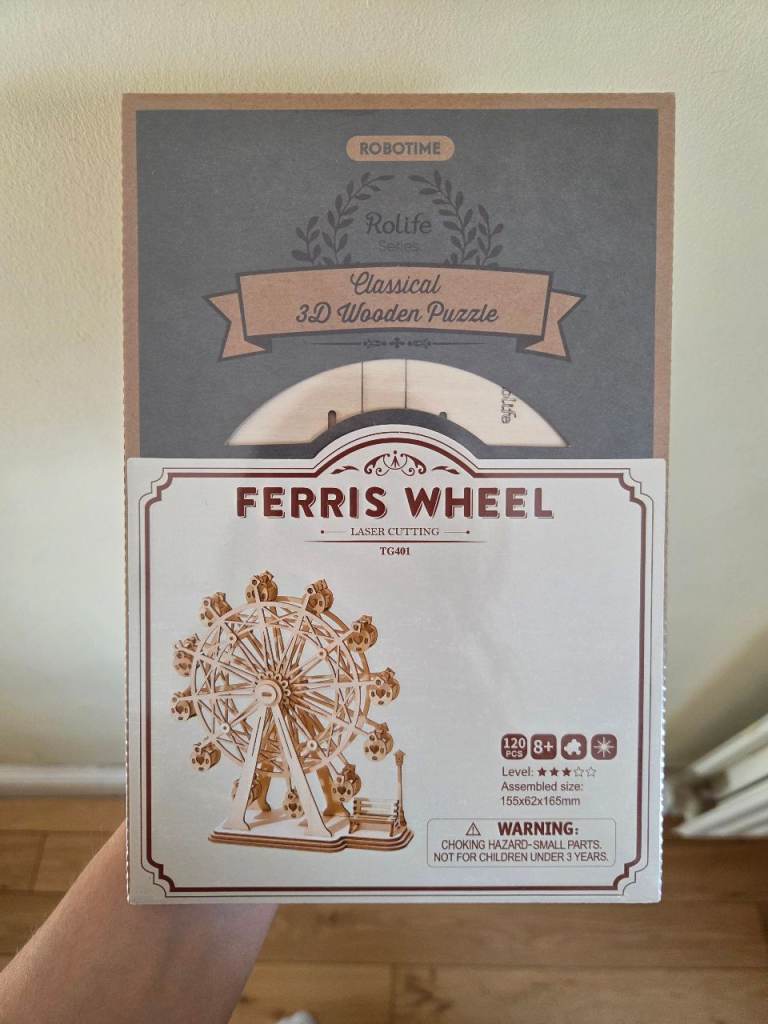 ROBOTIME
Rolife
Series
Classical
3D Wooden Puzzle
olife
FERRIS WHEEL
LASER CUTTING
TG401
120
PCS
8+
Level: ★★★☆☆
Assembled size:
155x62x165mm
⚠ WARNING:
CHOKING HAZARD-SMALL PARTS.
NOT FOR CHILDREN UNDER 3 YEARS.